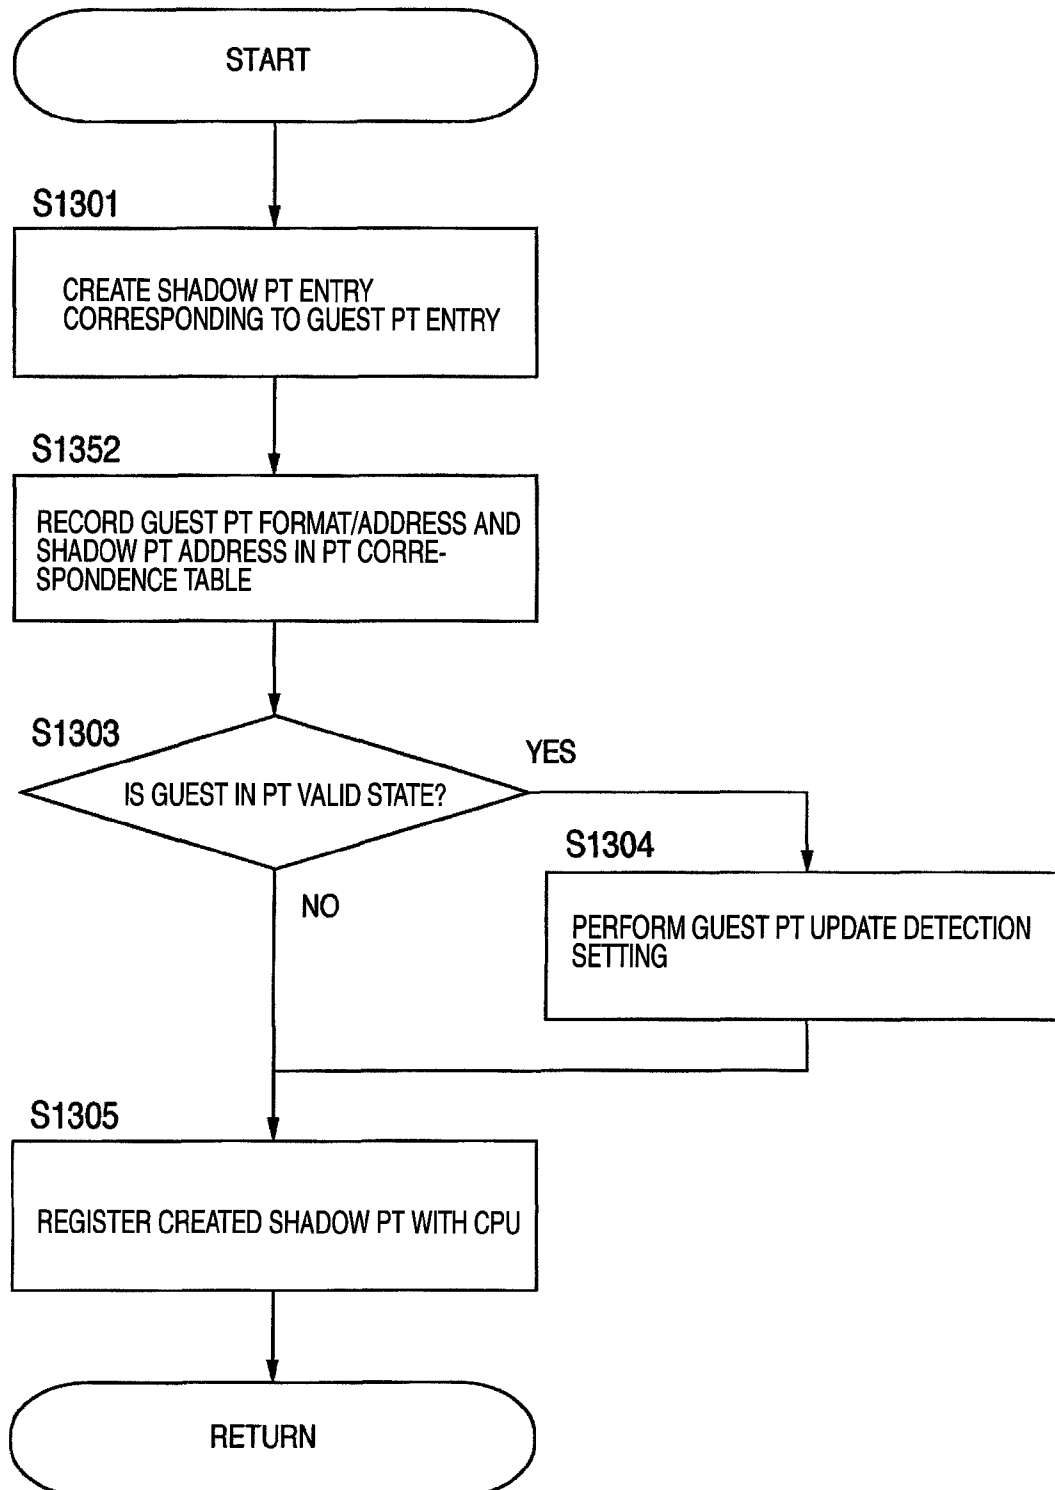 START
S1301
CREATE SHADOW PT ENTRY
CORRESPONDING TO GUEST PT ENTRY
S1352
RECORD GUEST PT FORMAT/ADDRESS AND
SHADOW PT ADDRESS IN PT CORRE-
SPONDENCE TABLE
S1303
IS GUEST IN PT VALID STATE?
YES
S1304
PERFORM GUEST PT UPDATE DETECTION
SETTING
NO
S1305
REGISTER CREATED SHADOW PT WITH CPU
RETURN